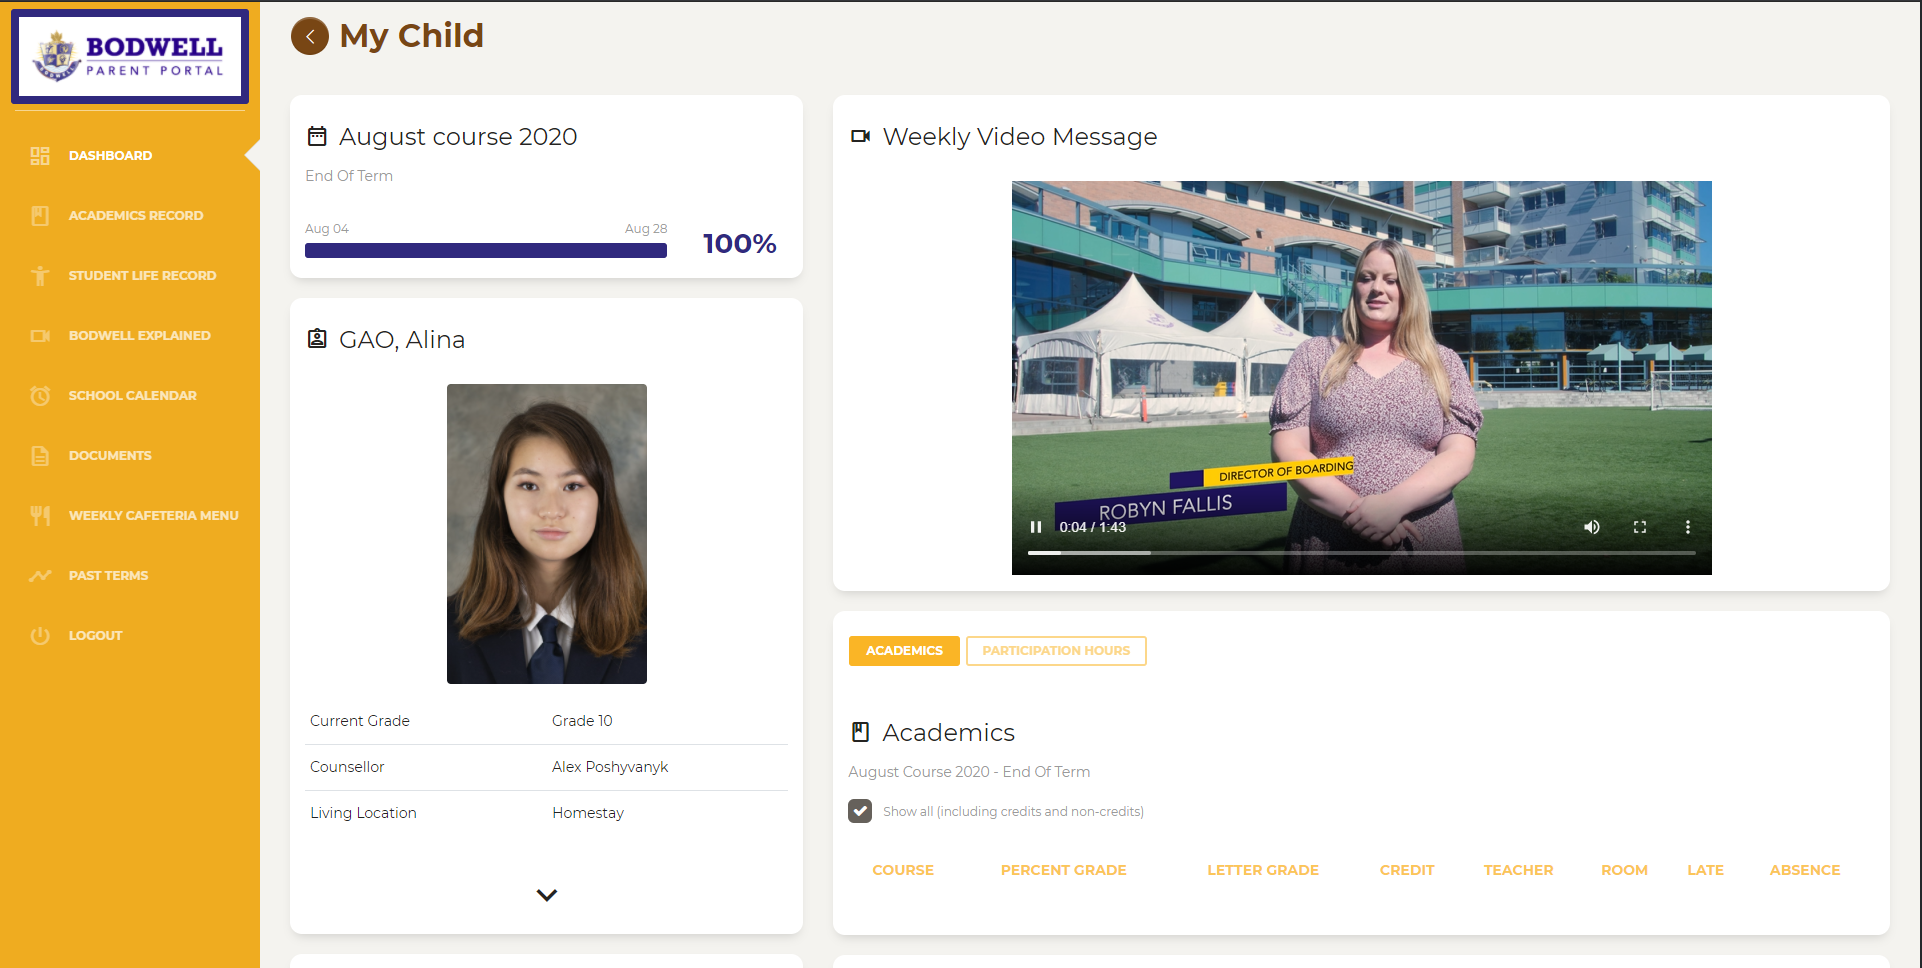 BODWELL
PARENT PORTAL
DASHBOARD
ACADEMICS RECORD
STUDENT LIFE RECORD
BODWELL EXPLAINED
SCHOOL CALENDAR
DOCUMENTS
WEEKLY CAFETERIA MENU
PAST TERMS
LOGOUT
My Child
August course 2020
End Of Term
Aug 04 Aug 28
100%
GAO, Alina
Current Grade Grade 10
Counsellor Alex Poshyvanyk
Living Location Homestay
Weekly Video Message
DIRECTOR OF BOARDING
ROBYN FALLIS
0:04 / 1:43
ACADEMICS PARTICIPATION HOURS
Academics
August Course 2020 - End Of Term
Show all (including credits and non-credits)
COURSE PERCENT GRADE LETTER GRADE CREDIT TEACHER ROOM LATE ABSENCE